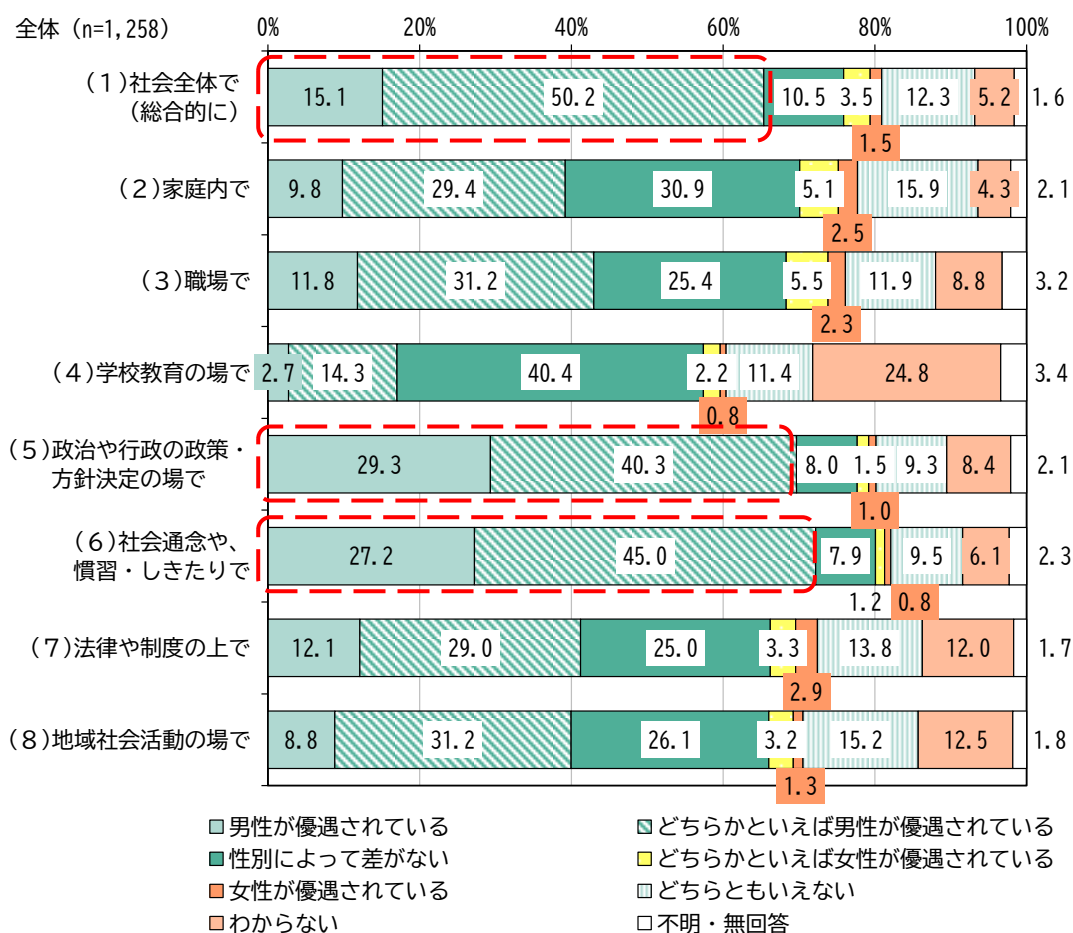 全体 (n=1,258)
0% 20% 40% 60% 80% 100%
(1)社会全体で
(総合的に)
15.1 50.2 10.5 3.5 12.3 5.2 1.6
1.5
(2)家庭内で
9.8 29.4 30.9 5.1 15.9 4.3 2.1
2.5
(3)職場で
11.8 31.2 25.4 5.5 11.9 8.8 3.2
2.3
(4)学校教育の場で
2.7 14.3 40.4 2.2 11.4 24.8 3.4
0.8
(5)政治や行政の政策・
方針決定の場で
29.3 40.3 8.0 1.5 9.3 8.4 2.1
1.0
(6)社会通念や、
慣習・しきたりで
27.2 45.0 7.9 9.5 6.1 2.3
1.2 0.8
(7)法律や制度の上で
12.1 29.0 25.0 3.3 13.8 12.0 1.7
2.9
(8)地域社会活動の場で
8.8 31.2 26.1 3.2 15.2 12.5 1.8
1.3
男性が優遇されている
どちらかといえば男性が優遇されている
性別によって差がない
どちらかといえば女性が優遇されている
女性が優遇されている
どちらともいえない
わからない
不明・無回答